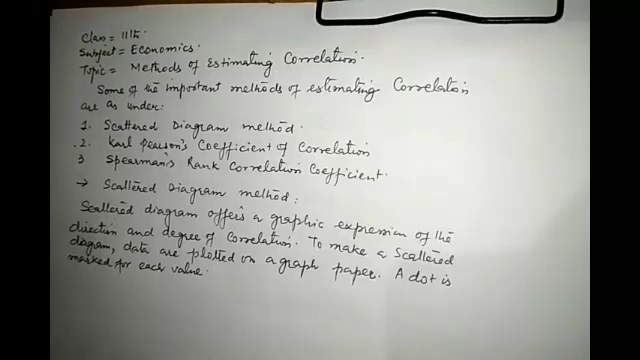 Class = 11th.
Subject = Economics.
Topic = Methods of Estimating Correlation.
Some of the important methods of estimating Correlation
are as under:
1. Scattered Diagram method.
2. Karl Pearson's Coefficient of Correlation
3 Spearman's Rank Correlation Coefficient.
→ Scattered Diagram method:
Scattered diagram offers a graphic expression of the
direction and degree of Correlation. To make a Scattered
diagram, data are plotted on a graph paper. A dot is
marked for each value.